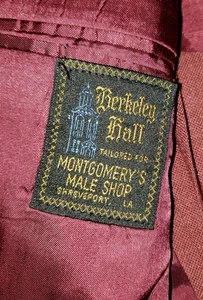 Berkeley
Hall
TAILORED FOR
MONTGOMERY'S
MALE SHOP
SHREVEPORT, LA